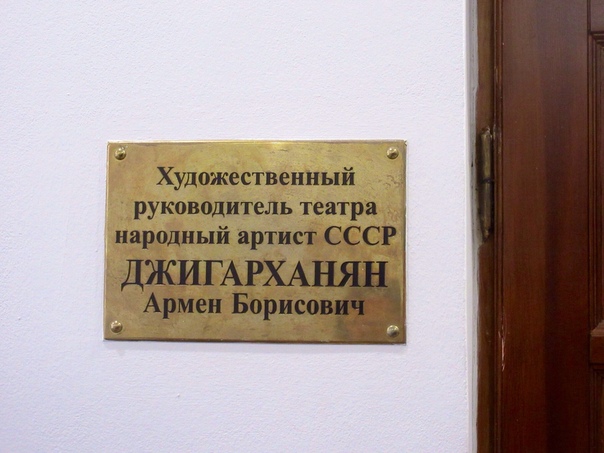 Художественный
руководитель театра
народный артист СССР
ДЖИГАРХАНЯН
Армен Борисович